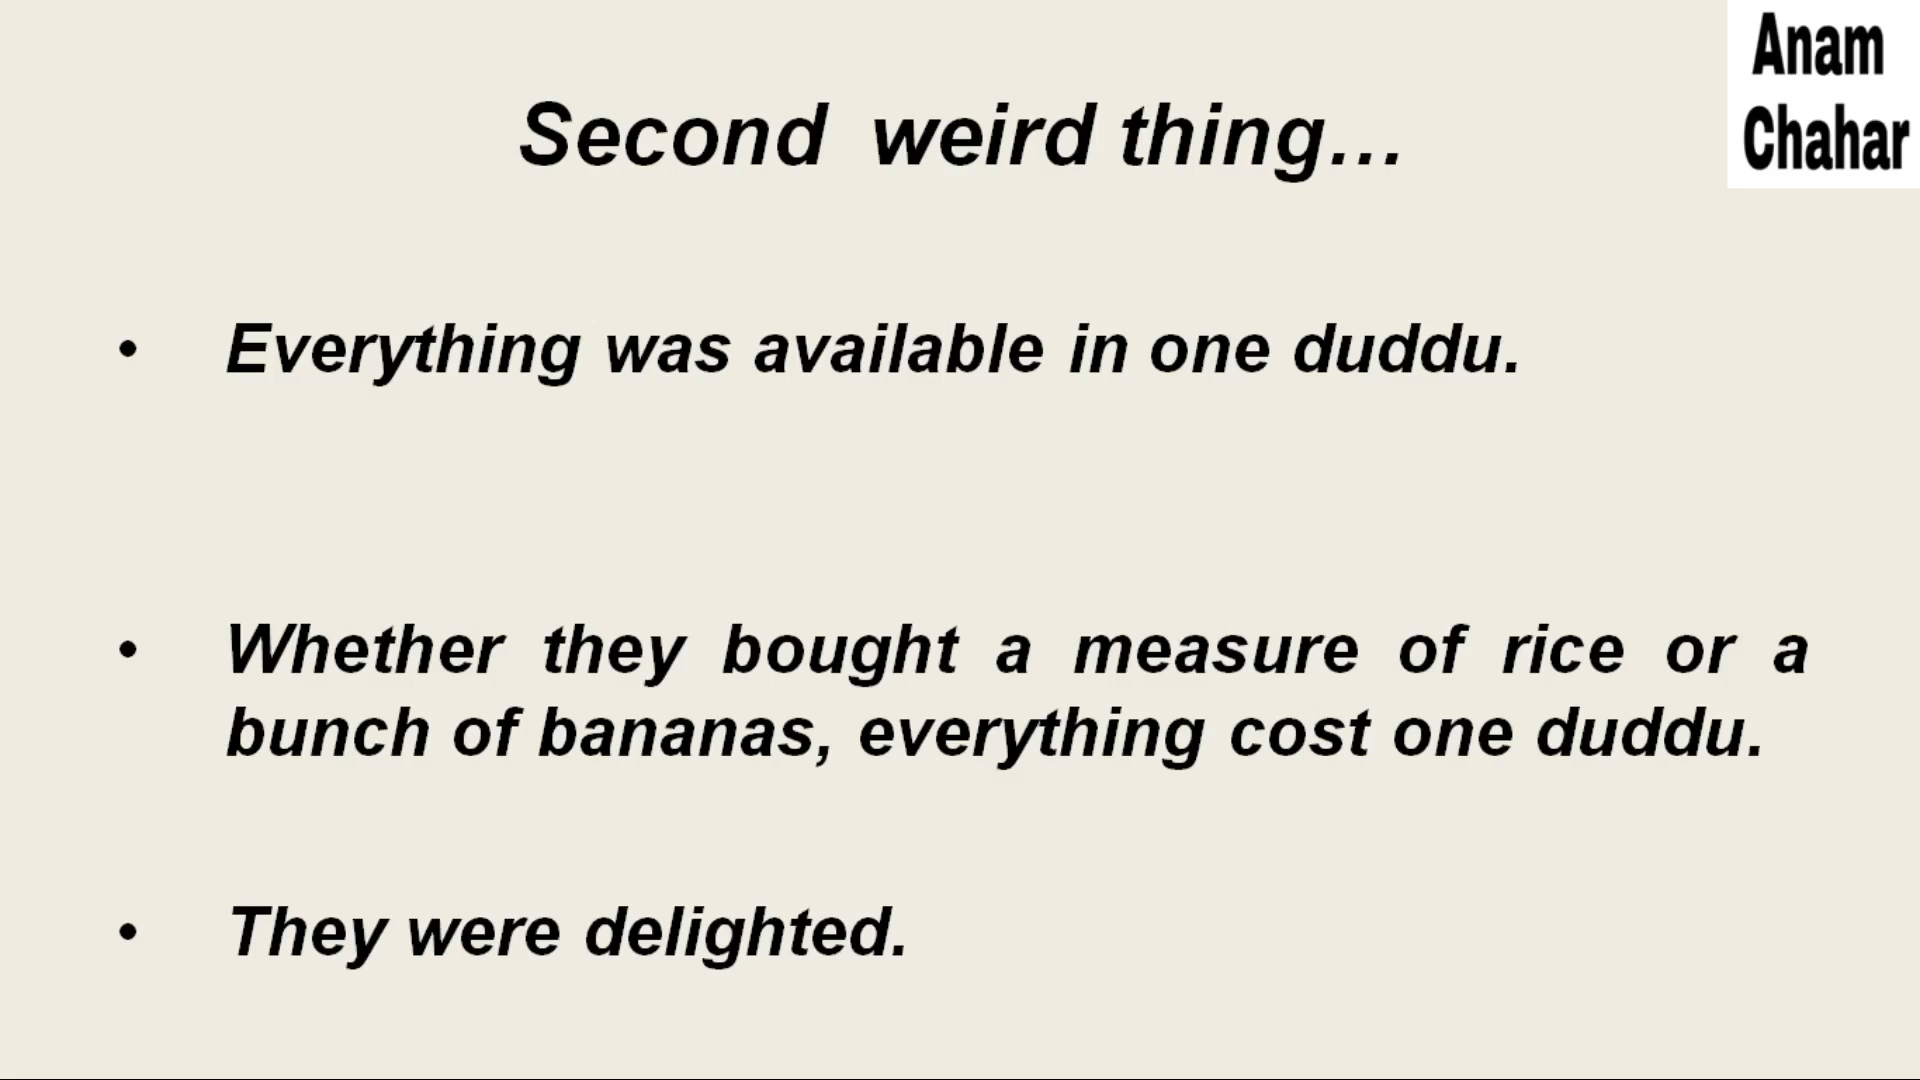 Anam
Chahar
Second weird thing...
• Everything was available in one duddu.
• Whether they bought a measure of rice or a
bunch of bananas, everything cost one duddu.
• They were delighted.